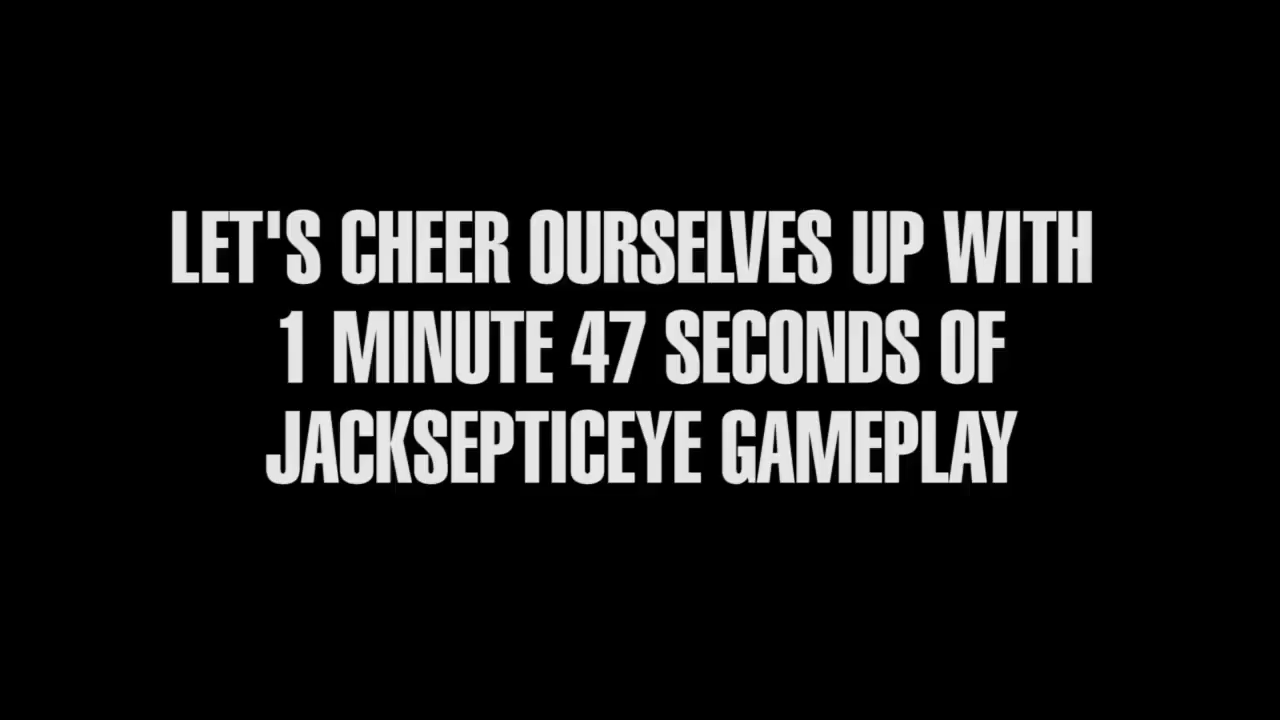 LET'S CHEER OURSELVES UP WITH
1 MINUTE 47 SECONDS OF
JACKSEPTICEYE GAMEPLAY